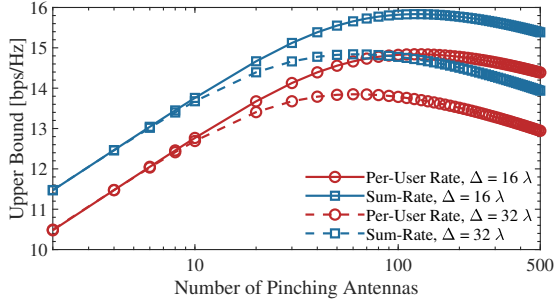 Upper Bound [bps/Hz]
16
15
14
13
12
11
10
Per-User Rate, Δ = 16 λ
Sum-Rate, Δ = 16 λ
Per-User Rate, Δ = 32 λ
Sum-Rate, Δ = 32 λ
10 100 500
Number of Pinching Antennas